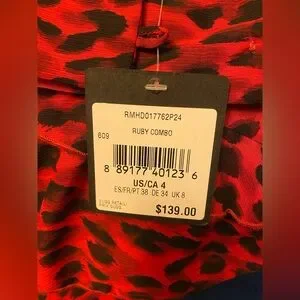 RMHD017762P24
609
RUBY COMBO
8 89177 40123 6
US/CA 4
ES/FR/PT 38 DE 34 UK 8
$139.00